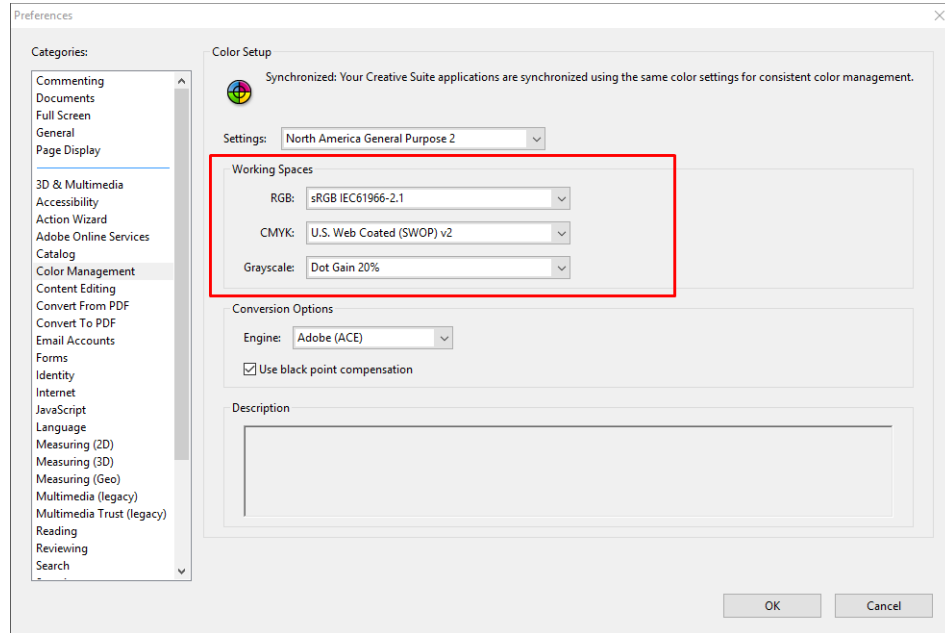 Preferences
Categories:
Commenting
Documents
Full Screen
General
Page Display
3D & Multimedia
Accessibility
Action Wizard
Adobe Online Services
Catalog
Color Management
Content Editing
Convert From PDF
Convert To PDF
Email Accounts
Forms
Identity
Internet
JavaScript
Language
Measuring (2D)
Measuring (3D)
Measuring (Geo)
Multimedia (legacy)
Multimedia Trust (legacy)
Reading
Reviewing
Search
Color Setup
Synchronized: Your Creative Suite applications are synchronized using the same color settings for consistent color management.
Settings: North America General Purpose 2
Working Spaces
RGB: sRGB IEC61966-2.1
CMYK: U.S. Web Coated (SWOP) v2
Grayscale: Dot Gain 20%
Conversion Options
Engine: Adobe (ACE)
Use black point compensation
Description
OK Cancel